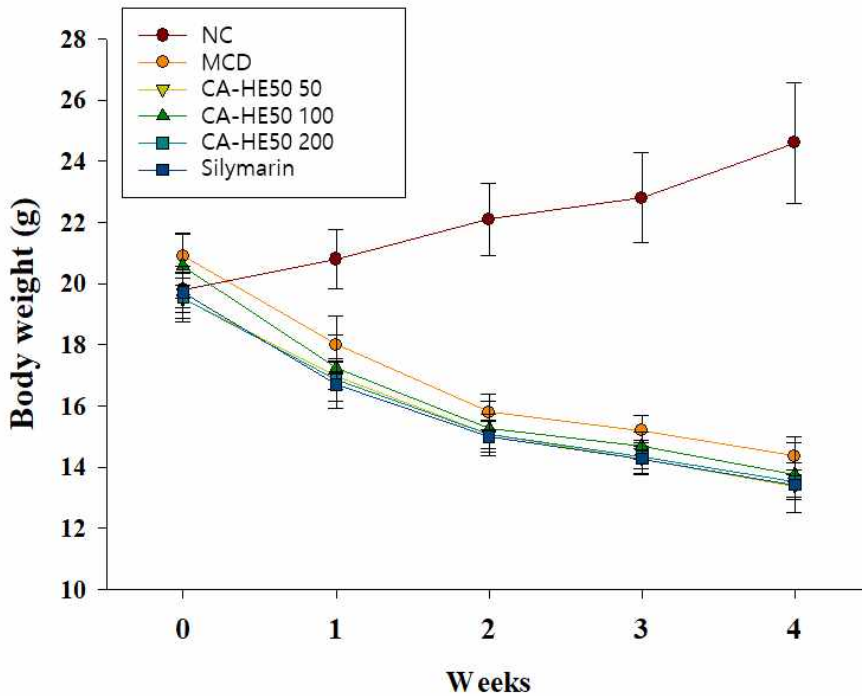 NC
MCD
CA-HE50 50
CA-HE50 100
CA-HE50 200
Silymarin
Body weight (g)
28
26
24
22
20
18
16
14
12
10
0 1 2 3 4
Weeks